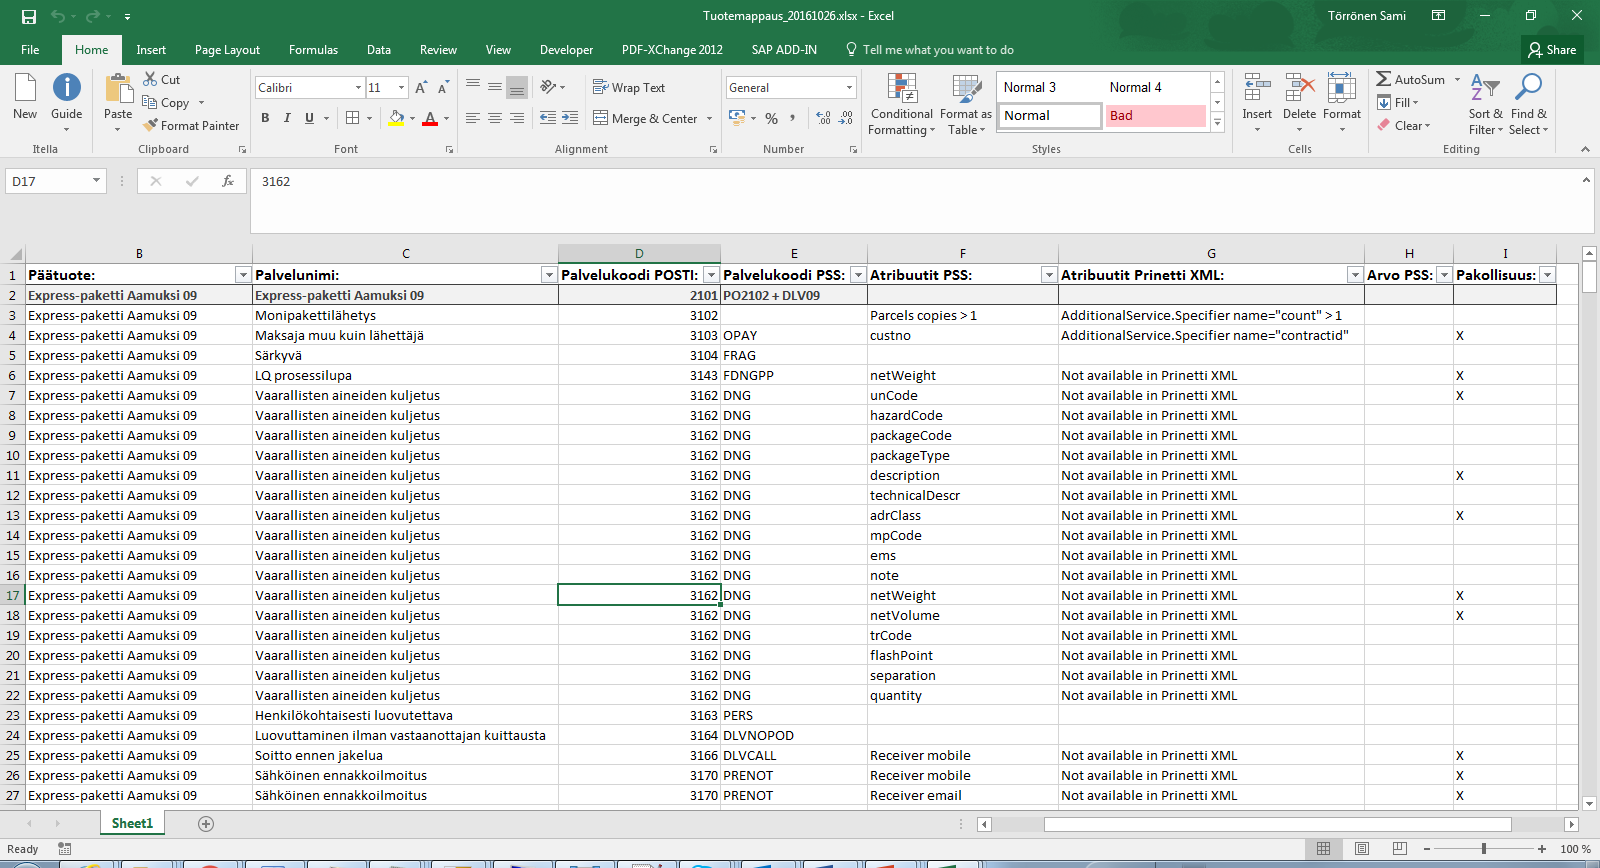 Tuotemappaus_20161026.xlsx - Excel
Törrönen Sami
File Home Insert Page Layout Formulas Data Review View Developer PDF-XChange 2012 SAP ADD-IN Tell me what you want to do Share
New Guide Itella
Paste Cut Copy Format Painter Clipboard
Calibri 11 B I U A Font
Wrap Text Merge & Center Alignment
General % Number
Conditional Formatting Format as Table Normal 3 Normal 4 Normal Bad Styles
Insert Delete Format Cells
AutoSum Fill Clear Sort & Filter Find & Select Editing
D17 fx 3162
B C D E F G H I
1 Päätuote: Palvelunimi: Palvelukoodi POSTI: Palvelukoodi PSS: Atribuutit PSS: Atribuutit Prinetti XML: Arvo PSS: Pakollisuus:
2 Express-paketti Aamuksi 09 Express-paketti Aamuksi 09 2101 PO2102 + DLV09
3 Express-paketti Aamuksi 09 Monipakettilähetys 3102 Parcels copies > 1 AdditionalService.Specifier name="count" > 1
4 Express-paketti Aamuksi 09 Maksaja muu kuin lähettäjä 3103 OPAY custno AdditionalService.Specifier name="contractid" X
5 Express-paketti Aamuksi 09 Särkyvä 3104 FRAG
6 Express-paketti Aamuksi 09 LQ prosessilupa 3143 FDNGPP netWeight Not available in Prinetti XML X
7 Express-paketti Aamuksi 09 Vaarallisten aineiden kuljetus 3162 DNG unCode Not available in Prinetti XML X
8 Express-paketti Aamuksi 09 Vaarallisten aineiden kuljetus 3162 DNG hazardCode Not available in Prinetti XML
9 Express-paketti Aamuksi 09 Vaarallisten aineiden kuljetus 3162 DNG packageCode Not available in Prinetti XML
10 Express-paketti Aamuksi 09 Vaarallisten aineiden kuljetus 3162 DNG packageType Not available in Prinetti XML
11 Express-paketti Aamuksi 09 Vaarallisten aineiden kuljetus 3162 DNG description Not available in Prinetti XML X
12 Express-paketti Aamuksi 09 Vaarallisten aineiden kuljetus 3162 DNG technicalDescr Not available in Prinetti XML
13 Express-paketti Aamuksi 09 Vaarallisten aineiden kuljetus 3162 DNG adrClass Not available in Prinetti XML X
14 Express-paketti Aamuksi 09 Vaarallisten aineiden kuljetus 3162 DNG mpCode Not available in Prinetti XML
15 Express-paketti Aamuksi 09 Vaarallisten aineiden kuljetus 3162 DNG ems Not available in Prinetti XML
16 Express-paketti Aamuksi 09 Vaarallisten aineiden kuljetus 3162 DNG note Not available in Prinetti XML
17 Express-paketti Aamuksi 09 Vaarallisten aineiden kuljetus 3162 DNG netWeight Not available in Prinetti XML X
18 Express-paketti Aamuksi 09 Vaarallisten aineiden kuljetus 3162 DNG netVolume Not available in Prinetti XML X
19 Express-paketti Aamuksi 09 Vaarallisten aineiden kuljetus 3162 DNG trCode Not available in Prinetti XML
20 Express-paketti Aamuksi 09 Vaarallisten aineiden kuljetus 3162 DNG flashPoint Not available in Prinetti XML
21 Express-paketti Aamuksi 09 Vaarallisten aineiden kuljetus 3162 DNG separation Not available in Prinetti XML
22 Express-paketti Aamuksi 09 Vaarallisten aineiden kuljetus 3162 DNG quantity Not available in Prinetti XML
23 Express-paketti Aamuksi 09 Henkilökohtaisesti luovutettava 3163 PERS
24 Express-paketti Aamuksi 09 Luovuttaminen ilman vastaanottajan kuittausta 3164 DLVNOPOD
25 Express-paketti Aamuksi 09 Soitto ennen jakelua 3166 DLVCALL Receiver mobile Not available in Prinetti XML X
26 Express-paketti Aamuksi 09 Sähköinen ennakkoilmoitus 3170 PRENOT Receiver mobile Not available in Prinetti XML X
27 Express-paketti Aamuksi 09 Sähköinen ennakkoilmoitus 3170 PRENOT Receiver email Not available in Prinetti XML X
Sheet1
Ready 100 %